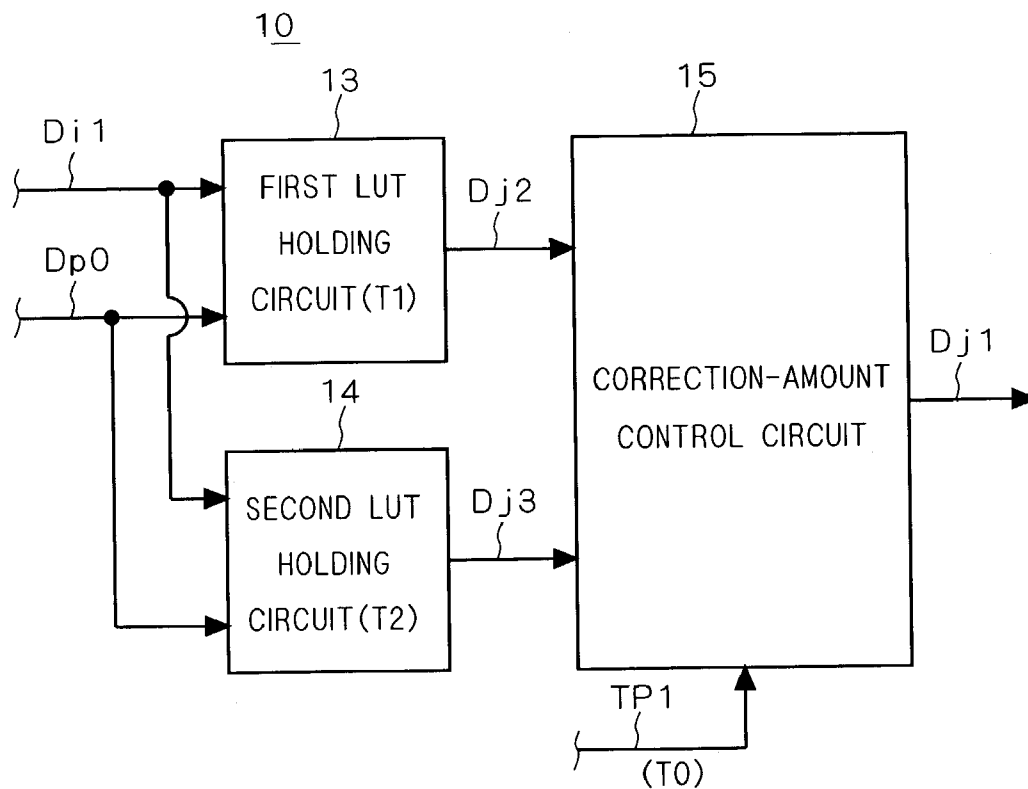 10
13
15
Di1
FIRST LUT
HOLDING
CIRCUIT(T1)
Dj2
Dp0
Dj1
CORRECTION-AMOUNT
CONTROL CIRCUIT
14
SECOND LUT
HOLDING
CIRCUIT(T2)
Dj3
TP1
(T0)